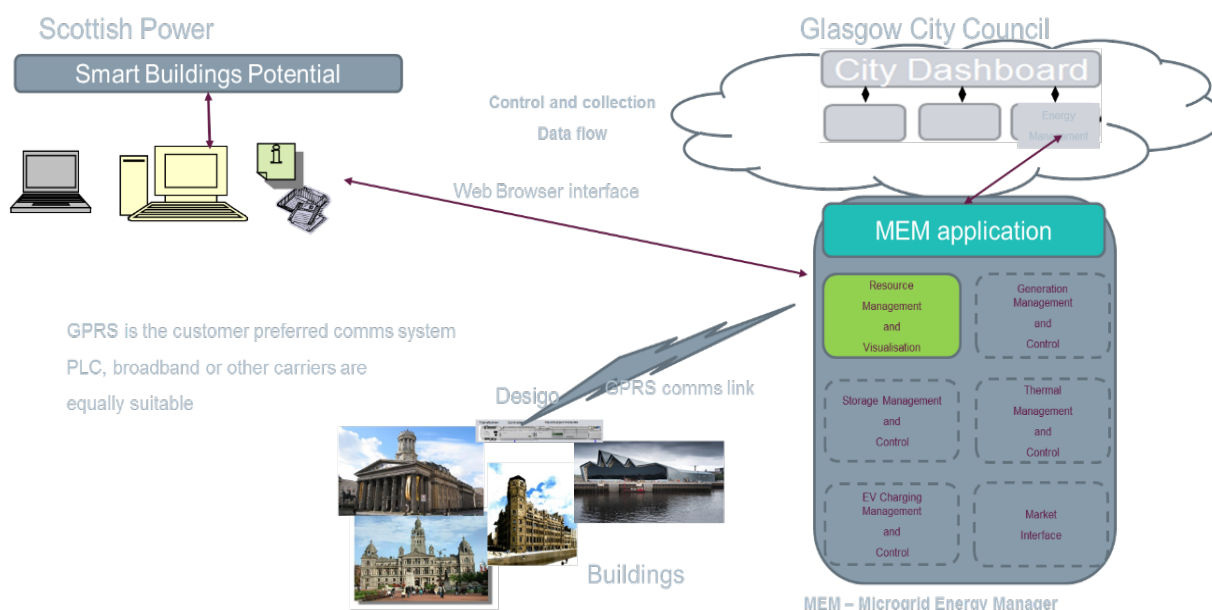 Scottish Power
Smart Buildings Potential
Glasgow City Council
City Dashboard
Energy
Management
Control and collection
Data flow
Web Browser interface
MEM application
Resource
Management
and
Visualisation
Generation
Management
and
Control
Storage Management
and
Control
Thermal
Management
and
Control
EV Charging
Management
and
Control
Market
Interface
GPRS is the customer preferred comms system
PLC, broadband or other carriers are
equally suitable
Desigo
GPRS comms link
Buildings
MEM – Microgrid Energy Manager